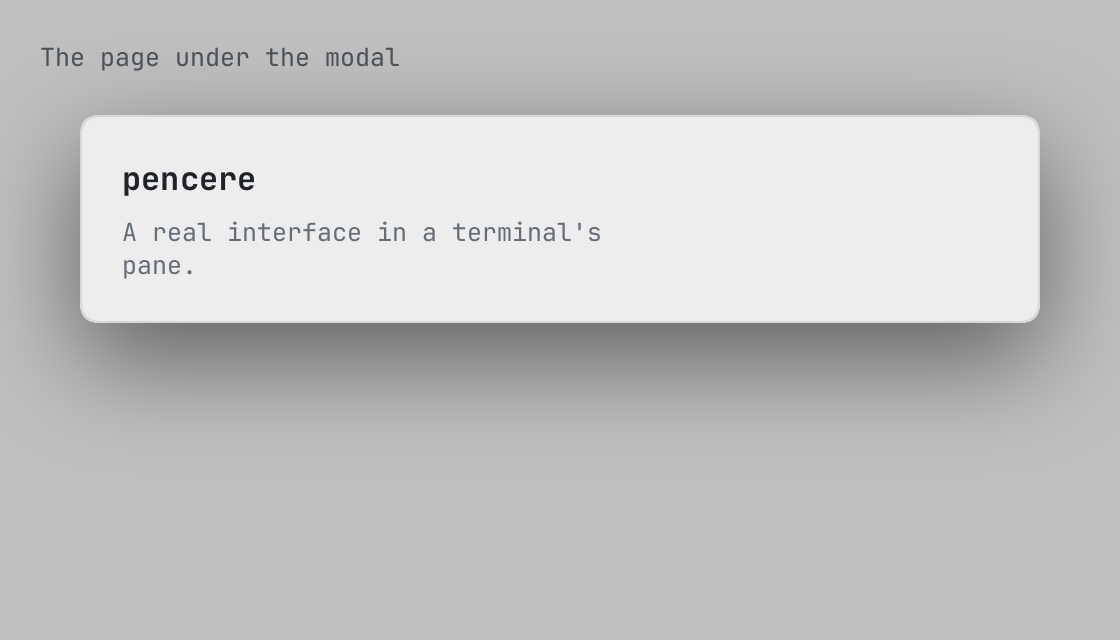 The page under the modal
pencere
A real interface in a terminal's
pane.